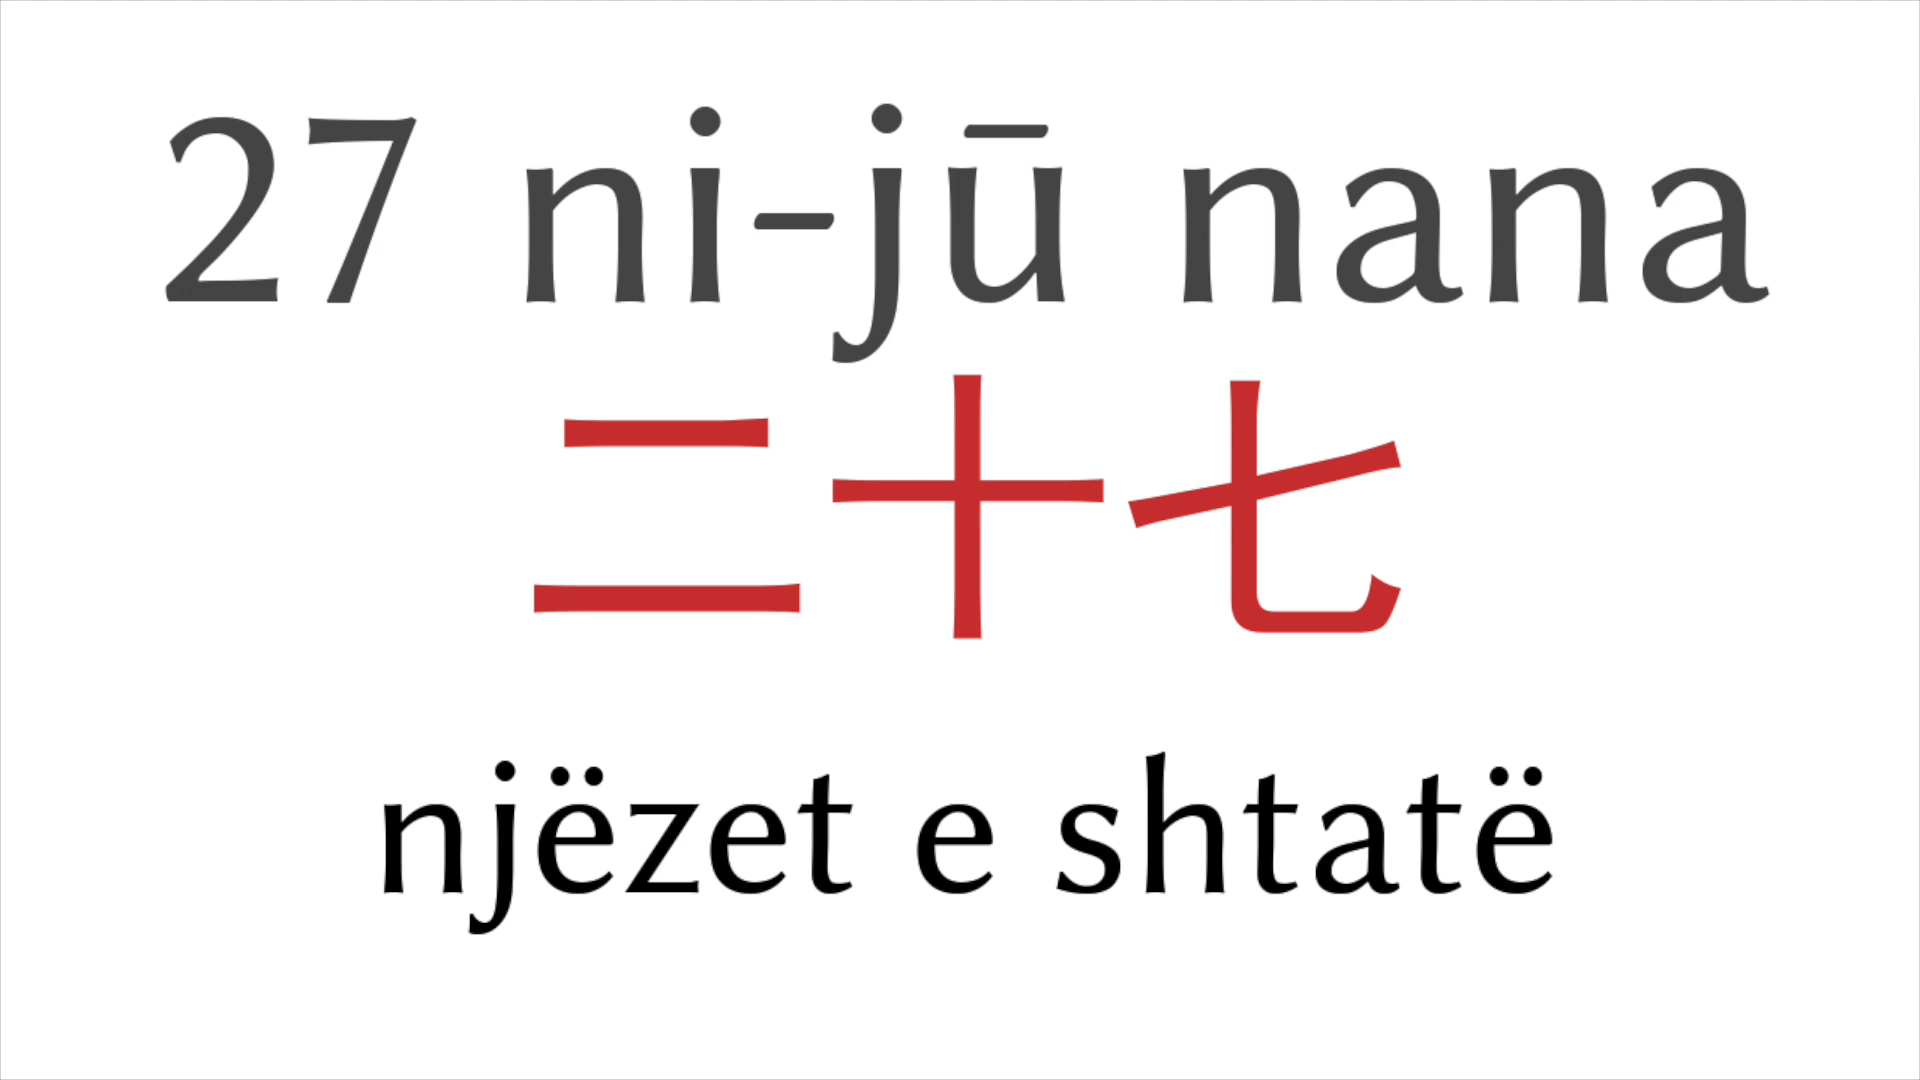 27 ni-jū nana
二十七
njëzet e shtatë